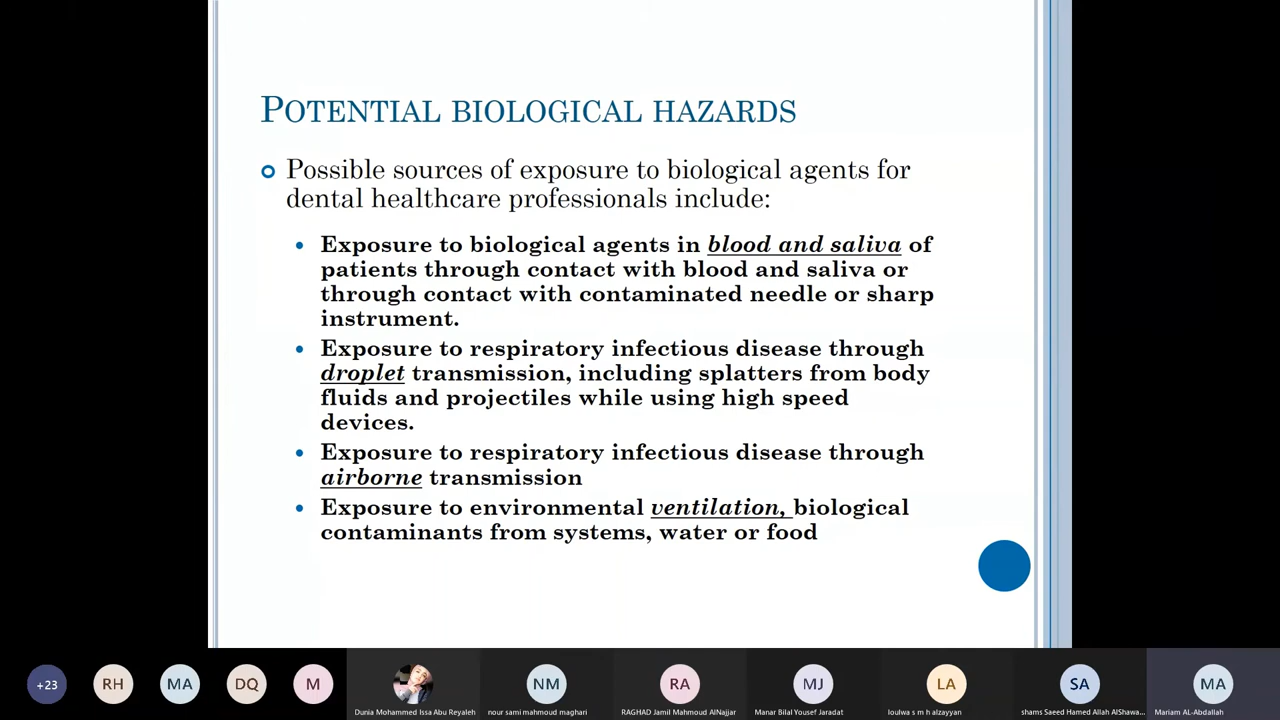 POTENTIAL BIOLOGICAL HAZARDS
Possible sources of exposure to biological agents for
dental healthcare professionals include:
Exposure to biological agents in blood and saliva of
patients through contact with blood and saliva or
through contact with contaminated needle or sharp
instrument.
Exposure to respiratory infectious disease through
droplet transmission, including splatters from body
fluids and projectiles while using high speed
devices.
Exposure to respiratory infectious disease through
airborne transmission
Exposure to environmental ventilation, biological
contaminants from systems, water or food
+23
RH
MA
DQ
M
NM
RA
MJ
LA
SA
MA
Dunia Mohammed Issa Abu Reyaleh
nour sami mahmoud maghari
RAGHAD Jamil Mahmoud AlNajjar
Manar Bilal Yousef Jaradat
loulwa s m h alzayyan
shams Saeed Hamed Allah AlShawa...
Mariam AL-Abdallah